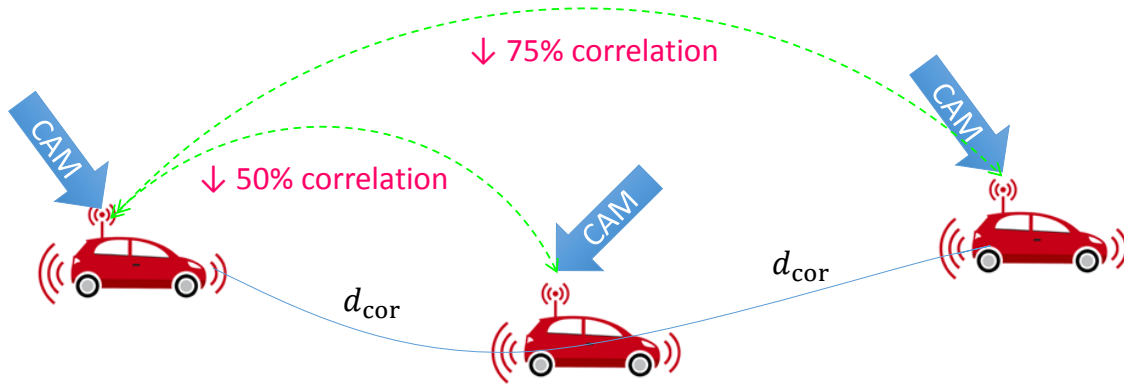 ↓ 75% correlation
CAM
CAM
↓ 50% correlation
CAM
d_cor
d_cor